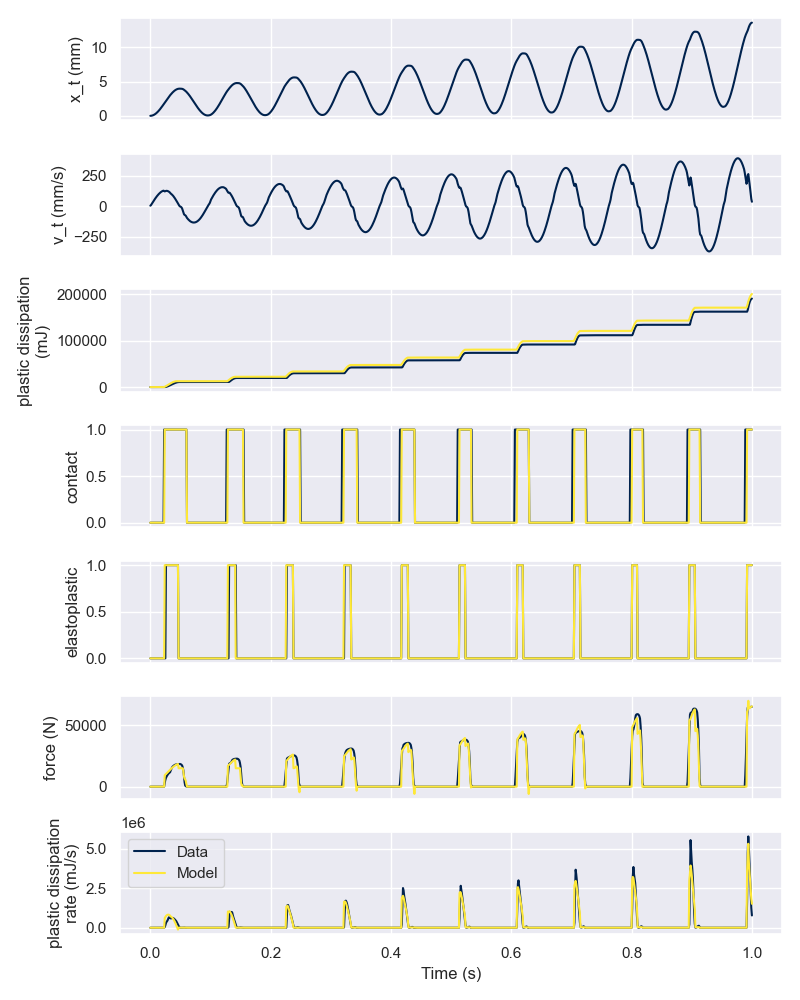 x_t (mm)
10
5
0
v_t (mm/s)
250
0
−250
plastic dissipation
(mJ)
200000
100000
0
contact
1.0
0.5
0.0
elastoplastic
1.0
0.5
0.0
force (N)
50000
0
1e6
plastic dissipation
rate (mJ/s)
5.0
2.5
0.0
Data
Model
0.0 0.2 0.4 0.6 0.8 1.0
Time (s)